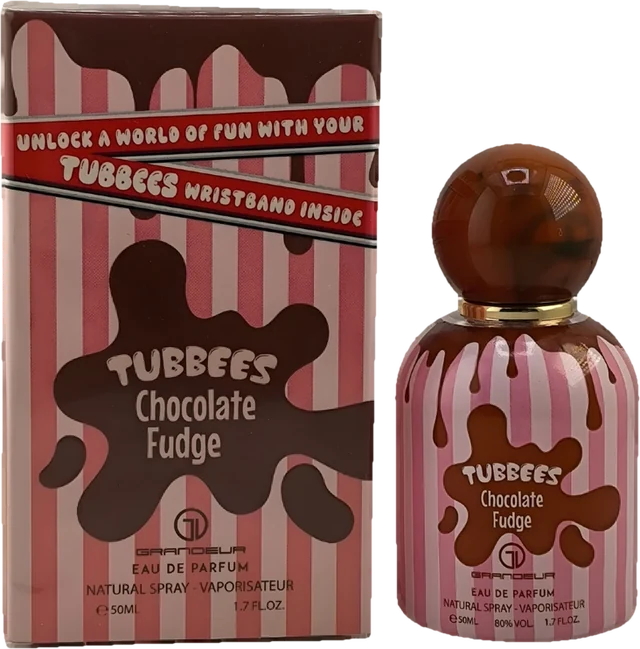 UNLOCK A WORLD OF FUN WITH YOUR
TUBBEES WRISTBAND INSIDE
TUBBEES
Chocolate
Fudge
GRANDEUR
EAU DE PARFUM
NATURAL SPRAY - VAPORISATEUR
℮50ML 1.7 FL.OZ.
TUBBEES
Chocolate
Fudge
GRANDEUR
EAU DE PARFUM
NATURAL SPRAY - VAPORISATEUR
℮50ML 80% VOL. 1.7 FL.OZ.